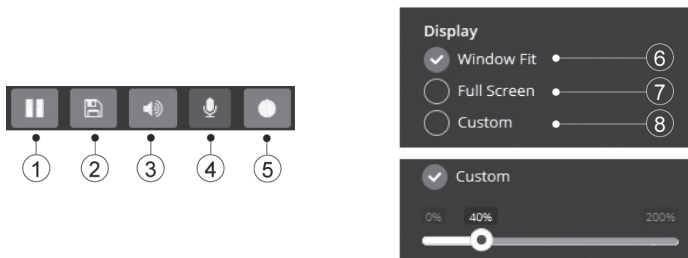 1 2 3 4 5
Display
Window Fit 6
Full Screen 7
Custom 8
Custom
0% 40% 200%